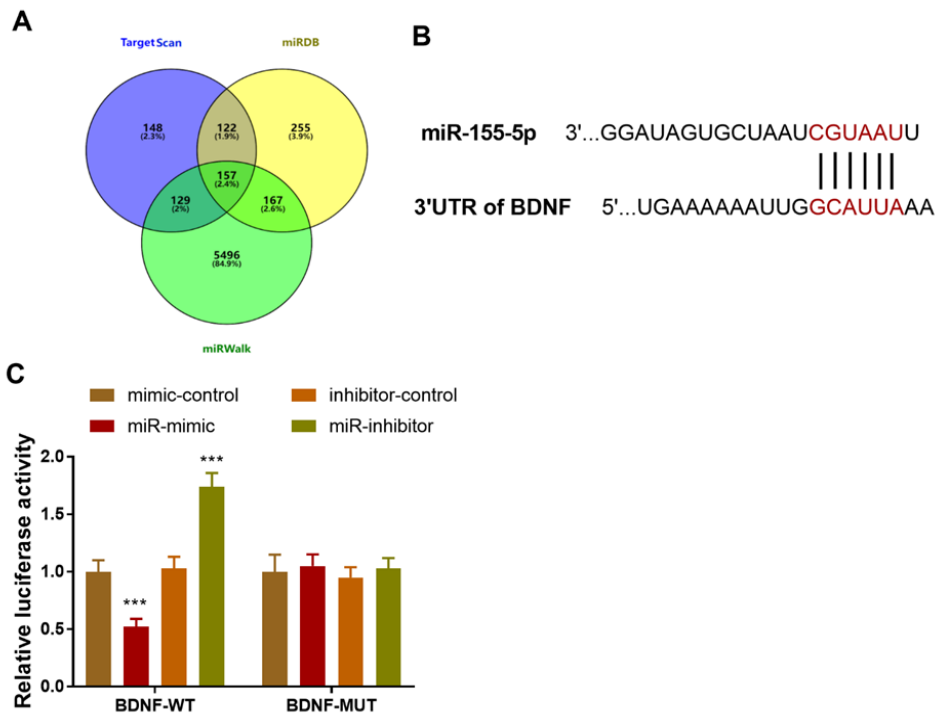 A
TargetScan
miRDB
148
(2.3%)
122
(1.9%)
255
(3.9%)
157
(2.4%)
129
(2%)
167
(2.6%)
5496
(84.9%)
miRWalk
B
miR-155-5p 3'...GGAUAGUGCUAAUCGUAAUU
3'UTR of BDNF 5'...UGAAAAAAUUGGCAUUAAA
C
mimic-control
inhibitor-control
miR-mimic
miR-inhibitor
Relative luciferase activity
2.0
1.5
1.0
0.5
0.0
***
***
BDNF-WT
BDNF-MUT